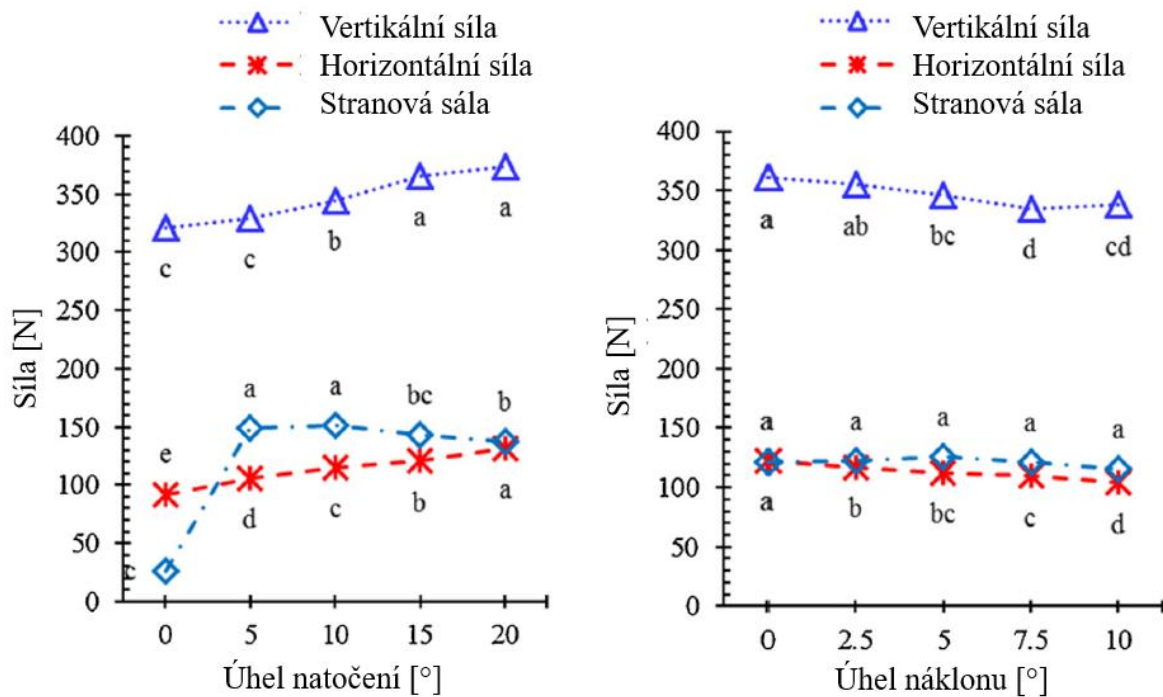 Vertikální síla
Horizontální síla
Stranová sála
400
350
300
250
200
150
100
50
0
Síla [N]
c
c
b
a
a
a
a
bc
b
e
d
c
b
a
c
0
5
10
15
20
Úhel natočení [°]
Vertikální síla
Horizontální síla
Stranová sála
400
350
300
250
200
150
100
50
0
Síla [N]
a
ab
bc
d
cd
a
a
a
a
a
a
b
bc
c
d
0
2.5
5
7.5
10
Úhel náklonu [°]